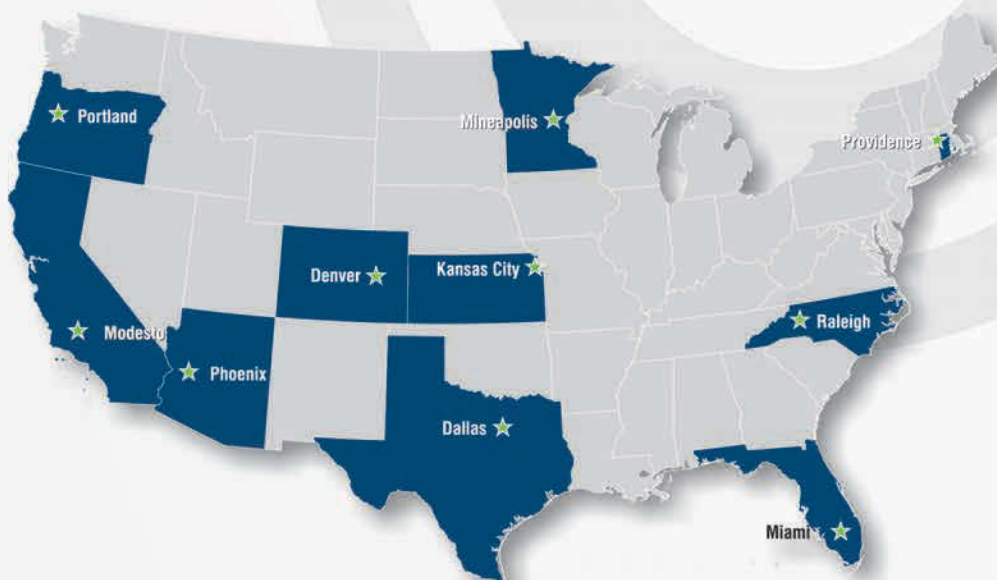 Portland
Mineapolis
Providence
Denver
Kansas City
Raleigh
Modesto
Phoenix
Dallas
Miami